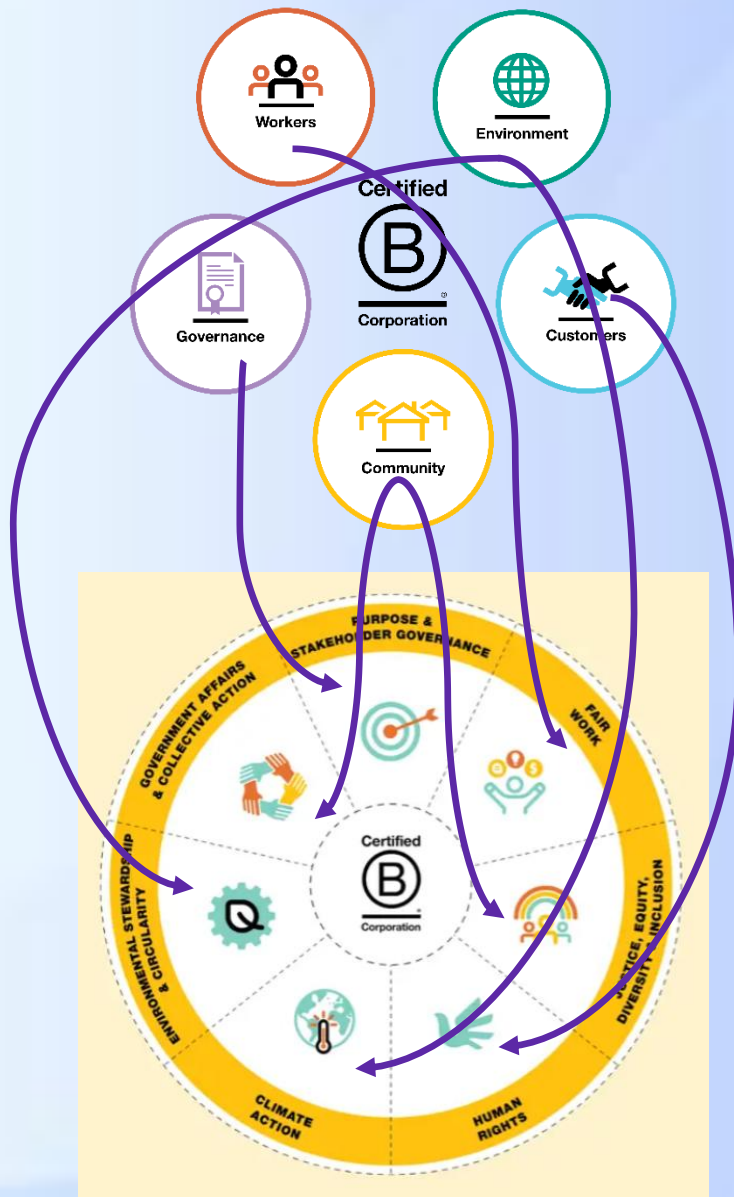 Workers
Environment
Certified
B
®
Corporation
Governance
Customers
Community
PURPOSE &
STAKEHOLDER GOVERNANCE
FAIR
WORK
JUSTICE, EQUITY,
DIVERSITY & INCLUSION
HUMAN
RIGHTS
CLIMATE
ACTION
ENVIRONMENTAL STEWARDSHIP
& CIRCULARITY
GOVERNMENT AFFAIRS
& COLLECTIVE ACTION
Certified
B
Corporation